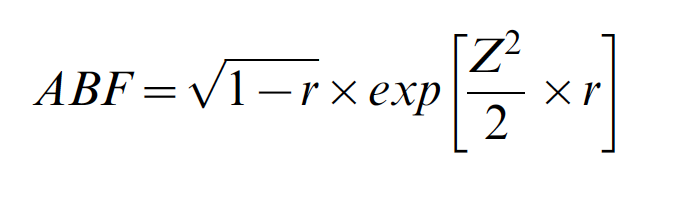 ABF = √1 − r × exp[Z²/2 × r]